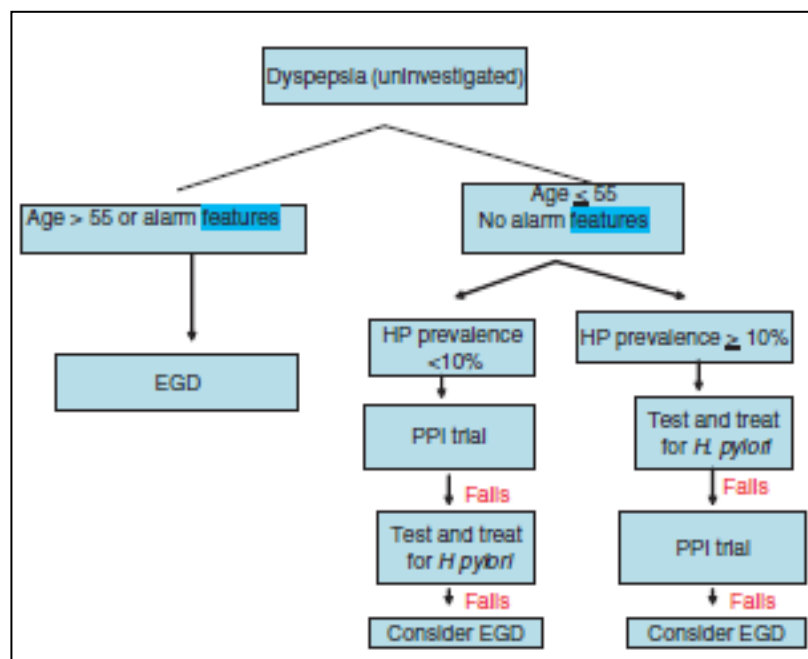 Dyspepsia (uninvestigated)
Age > 55 or alarm features
Age ≤ 55
No alarm features
EGD
HP prevalence
<10%
HP prevalence ≥ 10%
PPI trial
Test and treat
for H. pylori
Fails
Fails
Test and treat
for H pylori
PPI trial
Fails
Fails
Consider EGD
Consider EGD